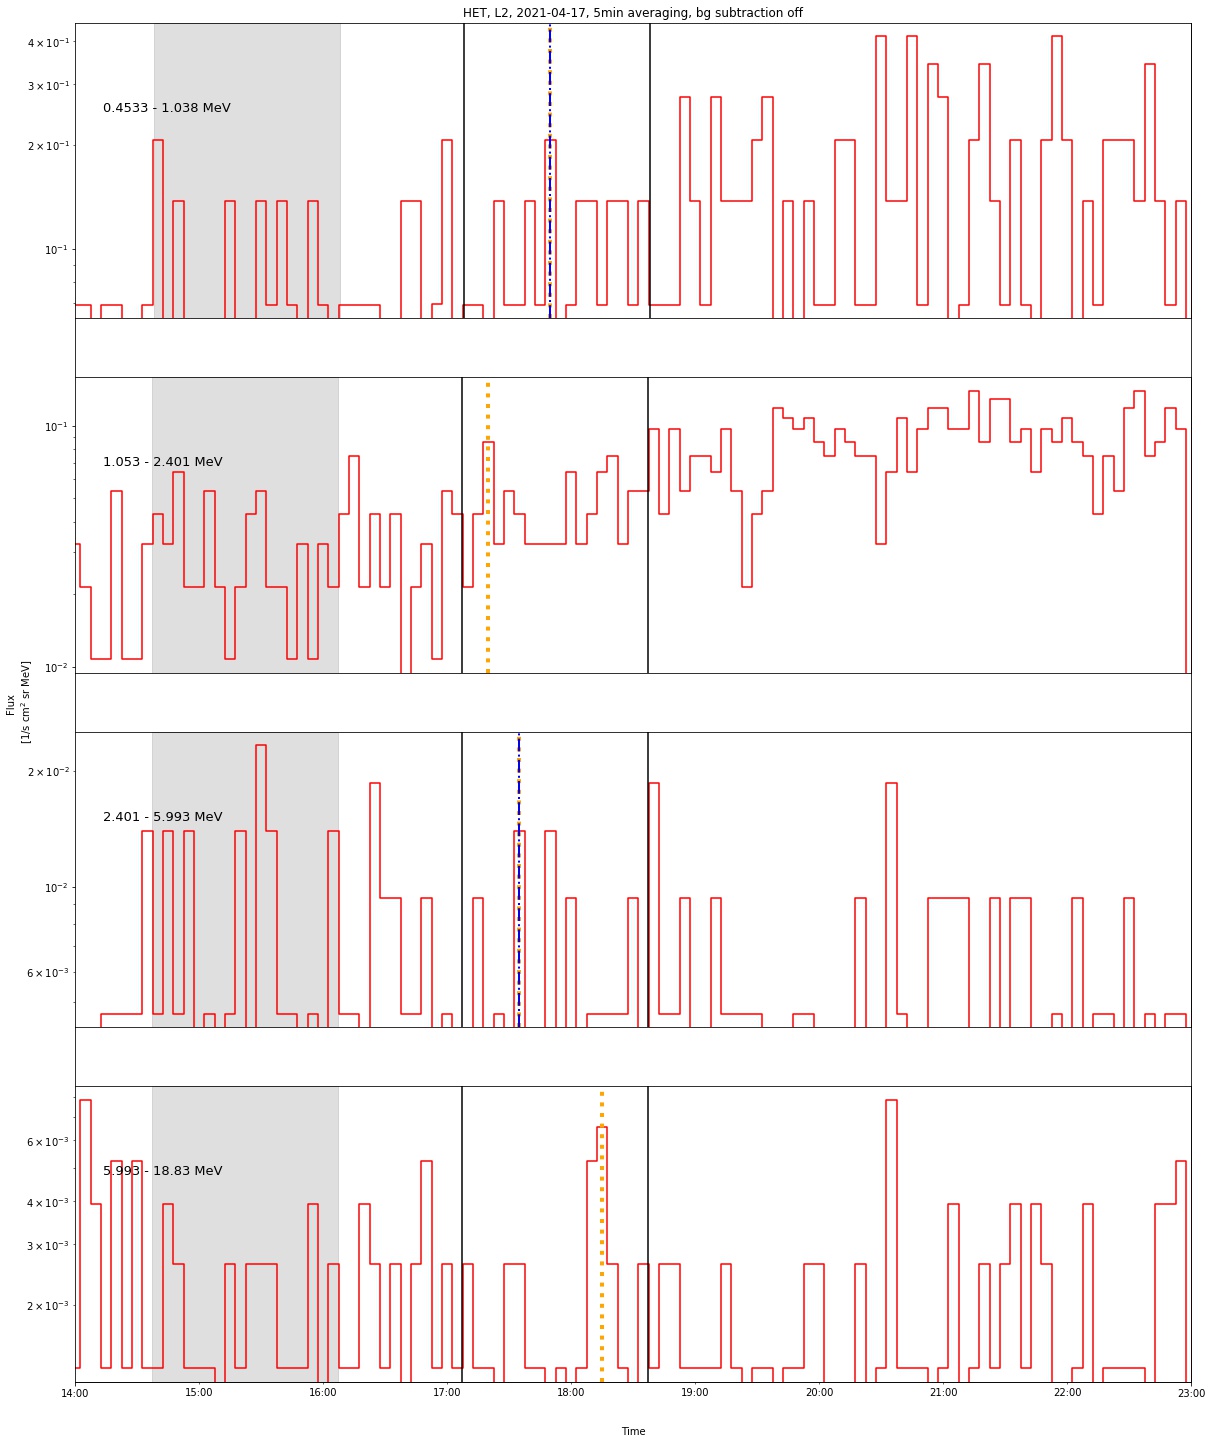 HET, L2, 2021-04-17, 5min averaging, bg subtraction off
4 × 10⁻¹
3 × 10⁻¹
0.4533 - 1.038 MeV
2 × 10⁻¹
10⁻¹
10⁻¹
1.053 - 2.401 MeV
10⁻²
Flux
[1/s cm² sr MeV]
2 × 10⁻²
2.401 - 5.993 MeV
10⁻²
6 × 10⁻³
6 × 10⁻³
5.993 - 18.83 MeV
4 × 10⁻³
3 × 10⁻³
2 × 10⁻³
14:00 15:00 16:00 17:00 18:00 19:00 20:00 21:00 22:00 23:00
Time